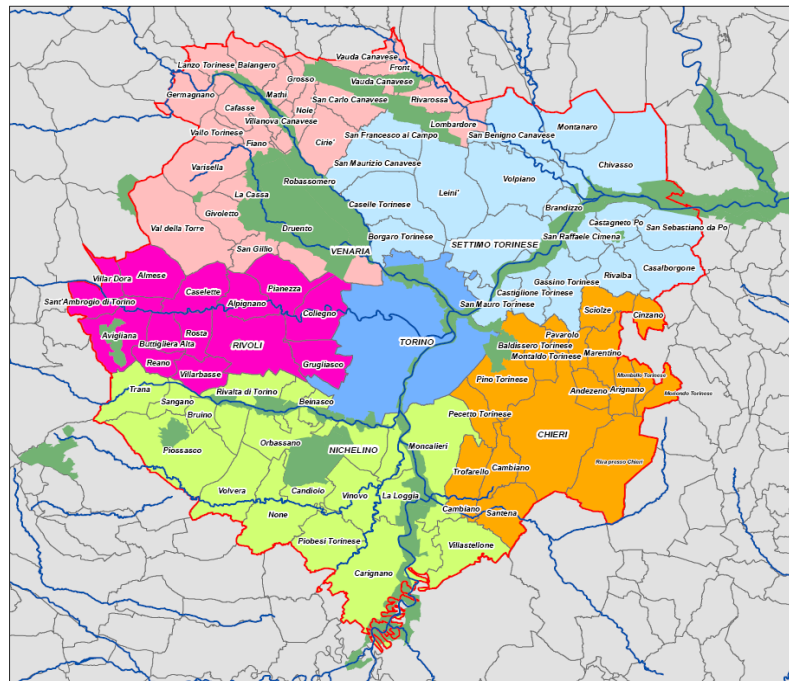 Vauda Canavese
Front
Lanzo Torinese
Balangero
Grosso
Vauda Canavese
Germagnano
Mathi
San Carlo Canavese
Rivarossa
Cafasse
Nole
Villanova Canavese
Lombardore
Montanaro
Vallo Torinese
Fiano
Cirie'
San Francesco al Campo
San Benigno Canavese
Varisella
San Maurizio Canavese
Chivasso
Robassomero
Volpiano
La Cassa
Leini'
Caselle Torinese
Brandizzo
Givoletto
Castagneto Po
Val della Torre
Druento
San Raffaele Cimena
San Sebastiano da Po
Borgaro Torinese
SETTIMO TORINESE
San Gillio
VENARIA
Casalborgone
Villar Dora
Almese
Rivalba
Gassino Torinese
Pianezza
Caselette
Castiglione Torinese
Sant'Ambrogio di Torino
Alpignano
San Mauro Torinese
Sciolze
Cinzano
Collegno
Avigliana
Rosta
Pavarolo
Buttigliera Alta
RIVOLI
TORINO
Baldissero Torinese
Marentino
Montaldo Torinese
Reano
Grugliasco
Villarbasse
Pino Torinese
Mombello Torinese
Andezeno
Arignano
Moriondo Torinese
Trana
Rivalta di Torino
Sangano
Beinasco
Bruino
Pecetto Torinese
Orbassano
Moncalieri
CHIERI
Piossasco
NICHELINO
Riva presso Chieri
Trofarello
Cambiano
Volvera
Candiolo
Vinovo
La Loggia
None
Cambiano
Santena
Piobesi Torinese
Villastellone
Carignano